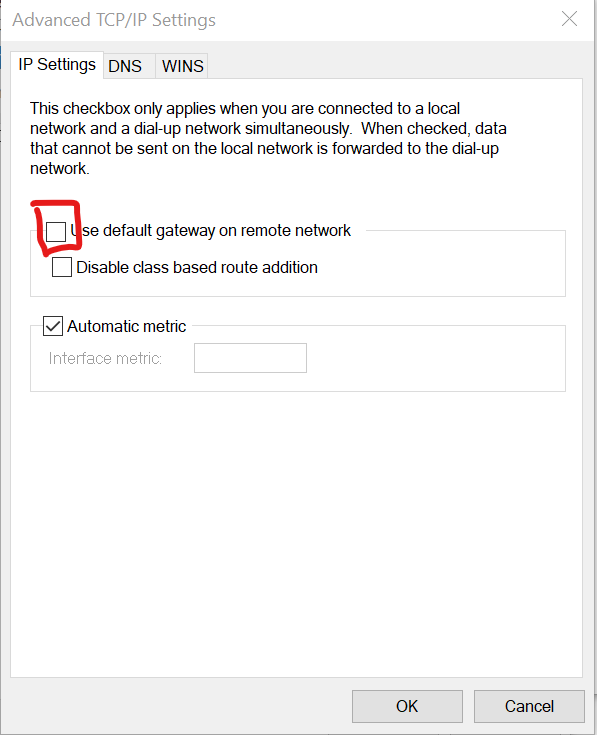 Advanced TCP/IP Settings
IP Settings DNS WINS
This checkbox only applies when you are connected to a local
network and a dial-up network simultaneously. When checked, data
that cannot be sent on the local network is forwarded to the dial-up
network.
Use default gateway on remote network
Disable class based route addition
Automatic metric
Interface metric:
OK Cancel